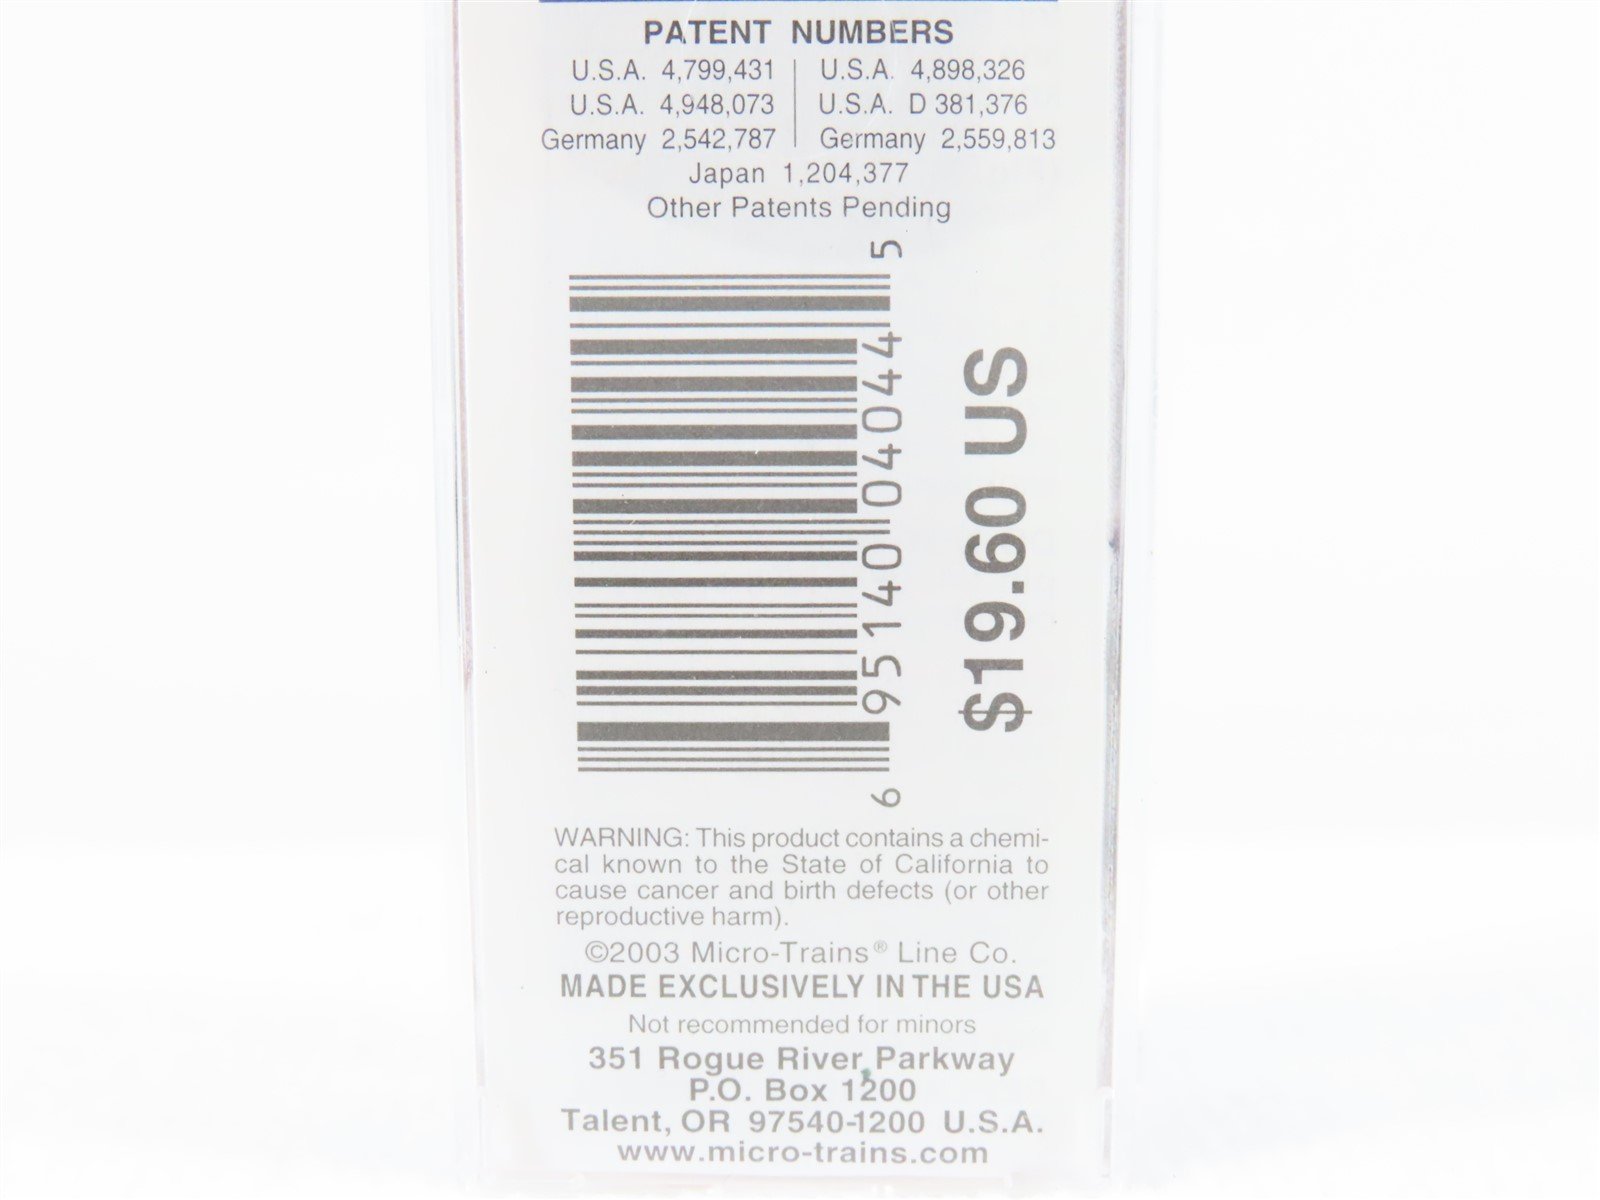 PATENT NUMBERS
U.S.A. 4,799,431 U.S.A. 4,898,326
U.S.A. 4,948,073 U.S.A. D 381,376
Germany 2,542,787 Germany 2,559,813
Japan 1,204,377
Other Patents Pending
6 95140 04044 5
$19.60 US
WARNING: This product contains a chemi-
cal known to the State of California to
cause cancer and birth defects (or other
reproductive harm).
©2003 Micro-Trains® Line Co.
MADE EXCLUSIVELY IN THE USA
Not recommended for minors
351 Rogue River Parkway
P.O. Box 1200
Talent, OR 97540-1200 U.S.A.
www.micro-trains.com